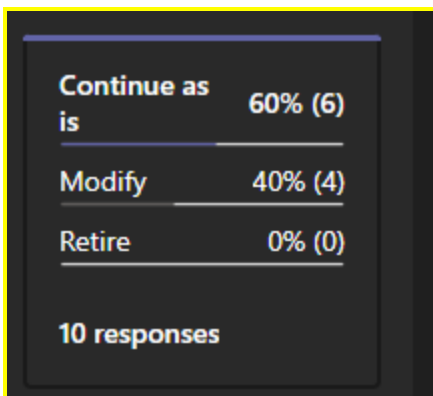 Continue as
is
60% (6)
Modify 40% (4)
Retire 0% (0)
10 responses